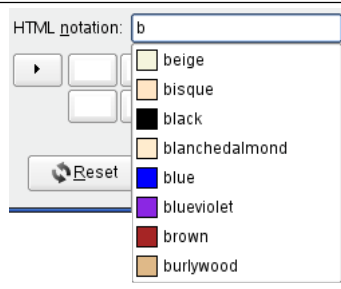 HTML notation: b
beige
bisque
black
blanchedalmond
blue
blueviolet
brown
burlywood
Reset